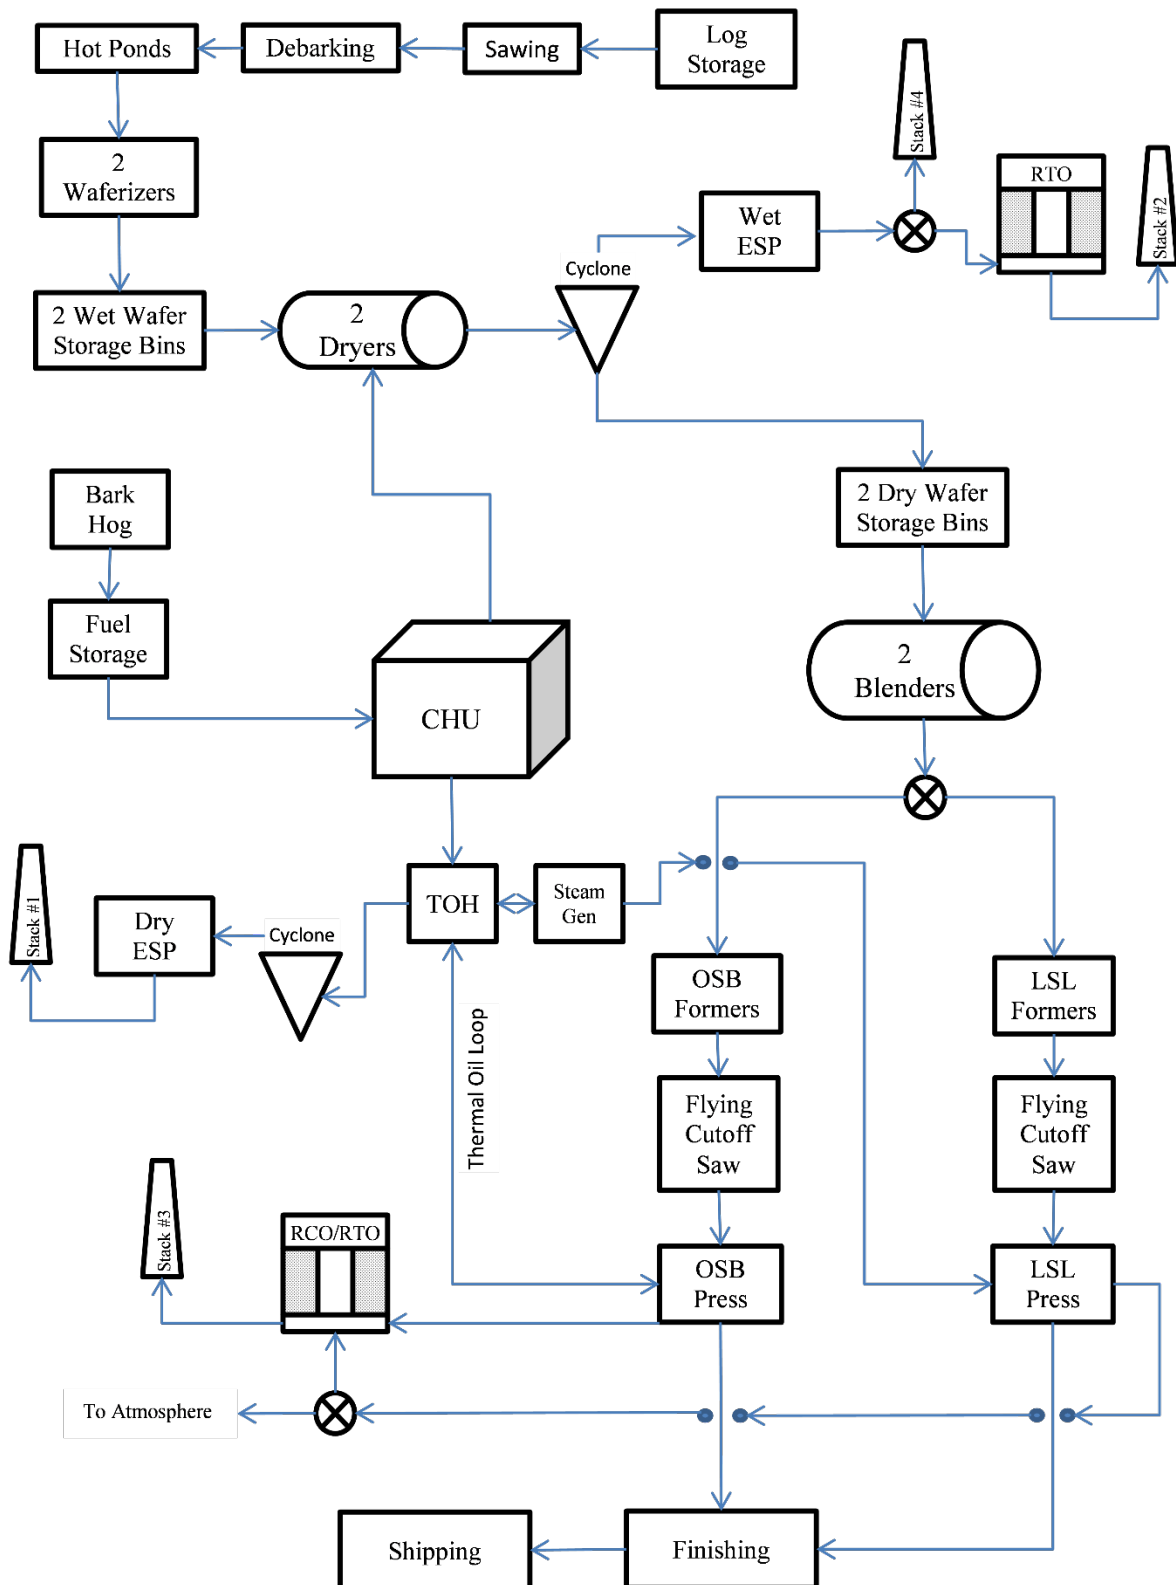 Hot Ponds
Debarking
Sawing
Log
Storage
Stack #4
2
Waferizers
RTO
Stack #2
Wet
ESP
Cyclone
2 Wet Wafer
Storage Bins
2
Dryers
Bark
Hog
2 Dry Wafer
Storage Bins
Fuel
Storage
2
Blenders
CHU
Stack #1
Dry
ESP
Cyclone
TOH
Steam
Gen
OSB
Formers
LSL
Formers
Thermal Oil Loop
Flying
Cutoff
Saw
Flying
Cutoff
Saw
Stack #3
RCO/RTO
OSB
Press
LSL
Press
To Atmosphere
Shipping
Finishing